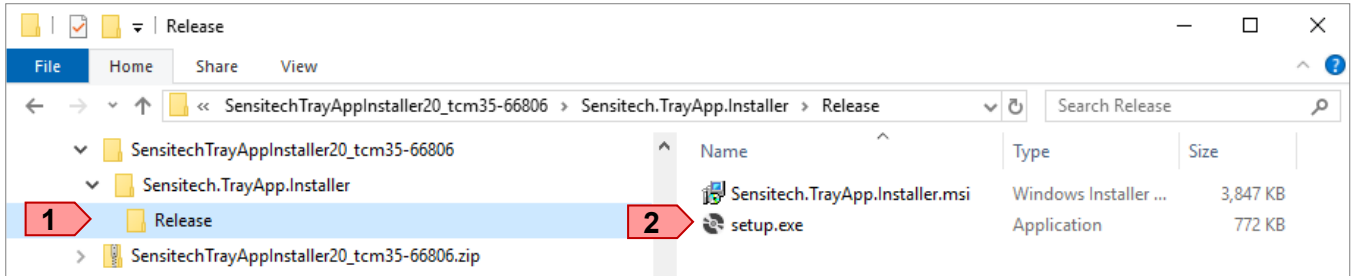 Release
File Home Share View
« SensitechTrayAppInstaller20_tcm35-66806 > Sensitech.TrayApp.Installer > Release Search Release
SensitechTrayAppInstaller20_tcm35-66806 Name Type Size
Sensitech.TrayApp.Installer Sensitech.TrayApp.Installer.msi Windows Installer ... 3,847 KB
1 Release 2 setup.exe Application 772 KB
SensitechTrayAppInstaller20_tcm35-66806.zip